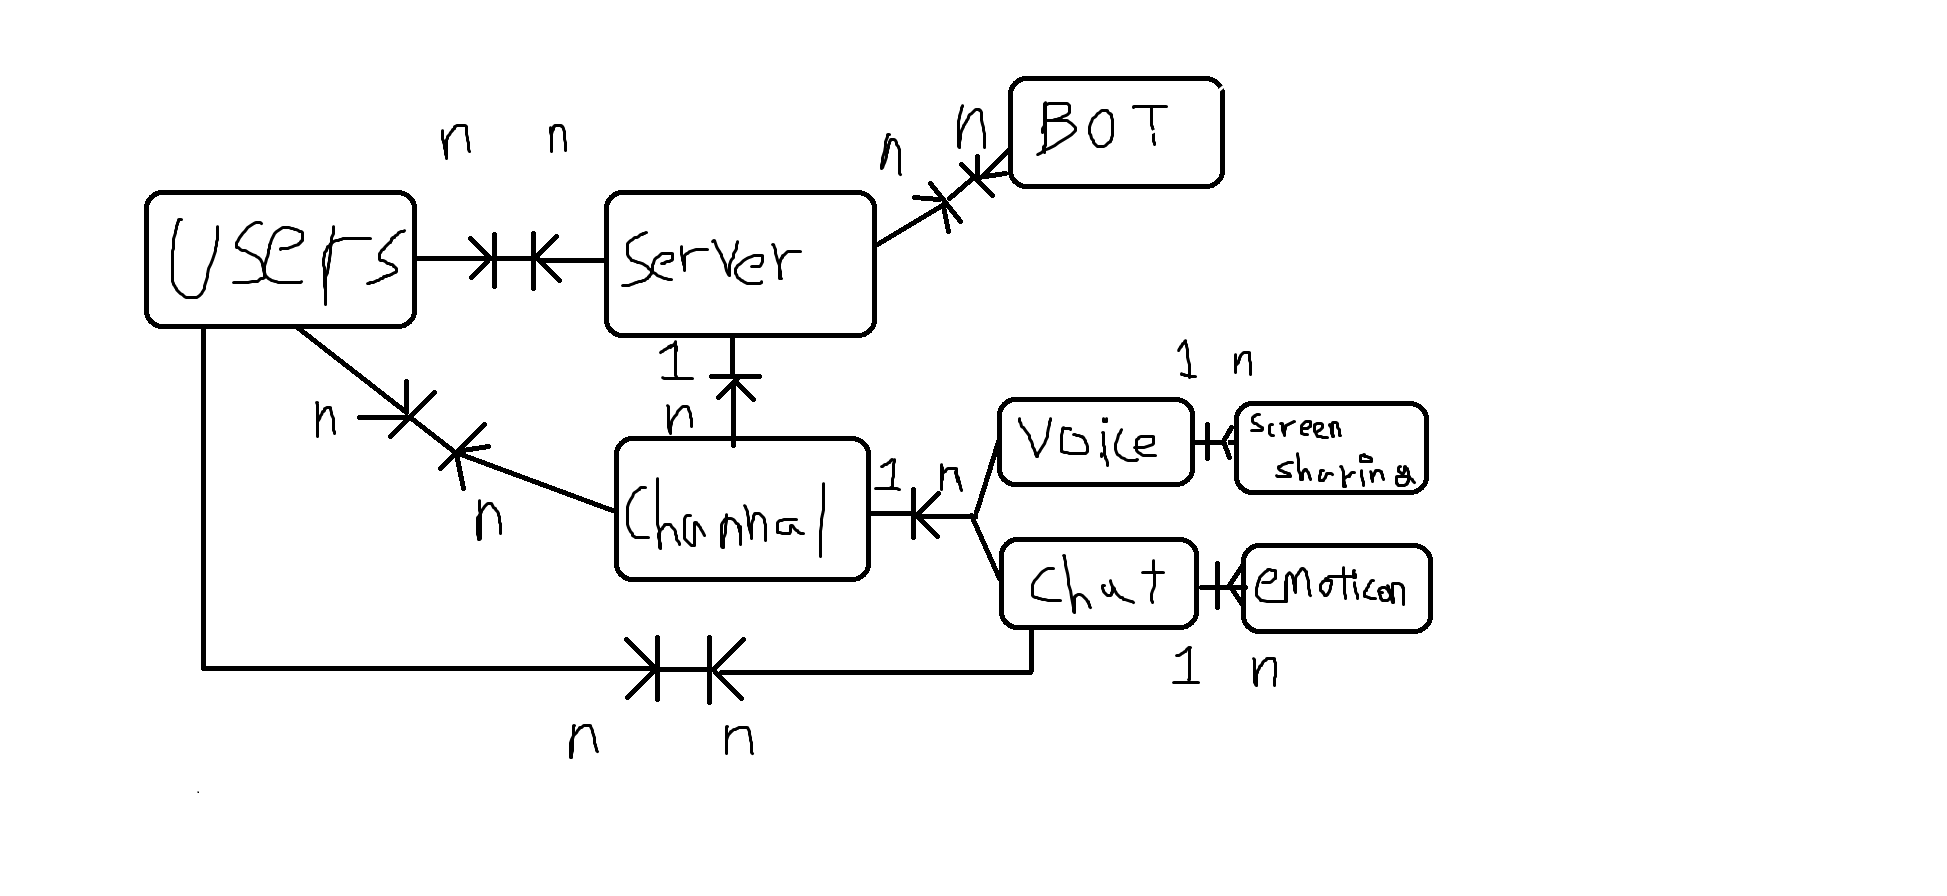 BOT
n n
n n
Users
Server
1
n
n
n
Channal
1 n
Voice
1 n
screen
sharing
Chat
emoticon
1 n
n n